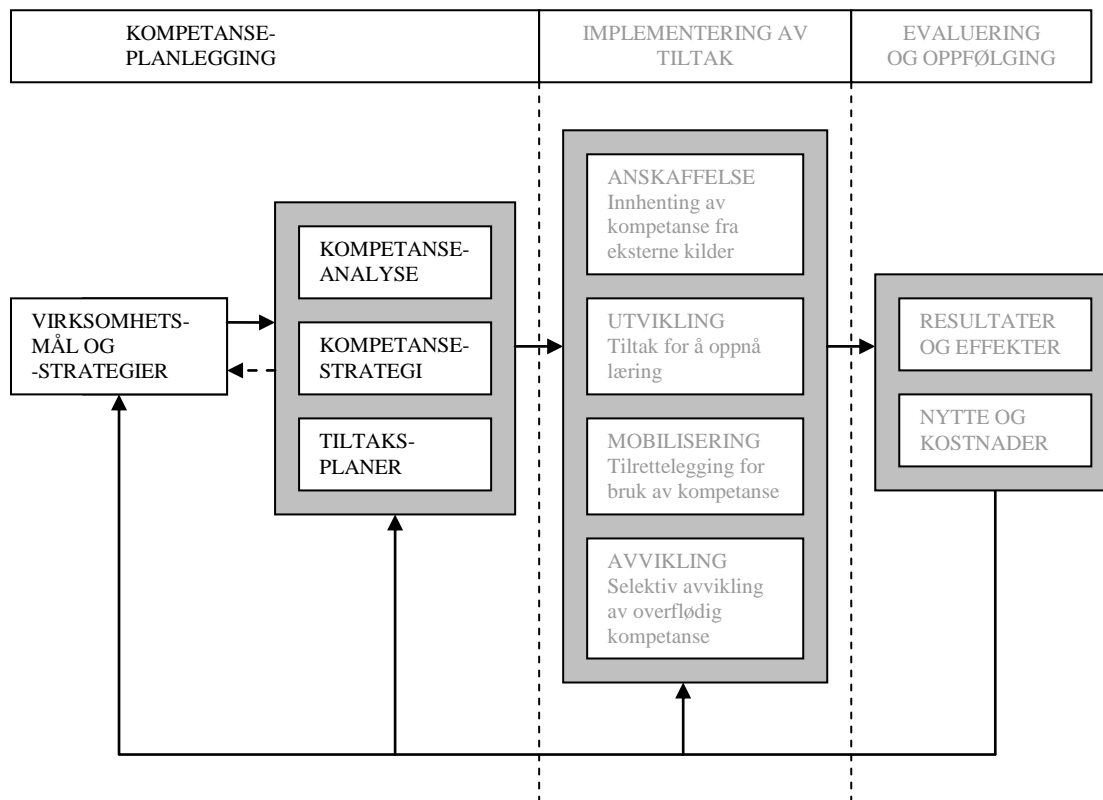 KOMPETANSE-
PLANLEGGING
IMPLEMENTERING AV
TILTAK
EVALUERING
OG OPPFØLGING
VIRKSOMHETS-
MÅL OG
-STRATEGIER
KOMPETANSE-
ANALYSE
KOMPETANSE-
STRATEGI
TILTAKS-
PLANER
ANSKAFFELSE
Innhenting av
kompetanse fra
eksterne kilder
UTVIKLING
Tiltak for å oppnå
læring
MOBILISERING
Tilrettelegging for
bruk av kompetanse
AVVIKLING
Selektiv avvikling
av overflødig
kompetanse
RESULTATER
OG EFFEKTER
NYTTE OG
KOSTNADER